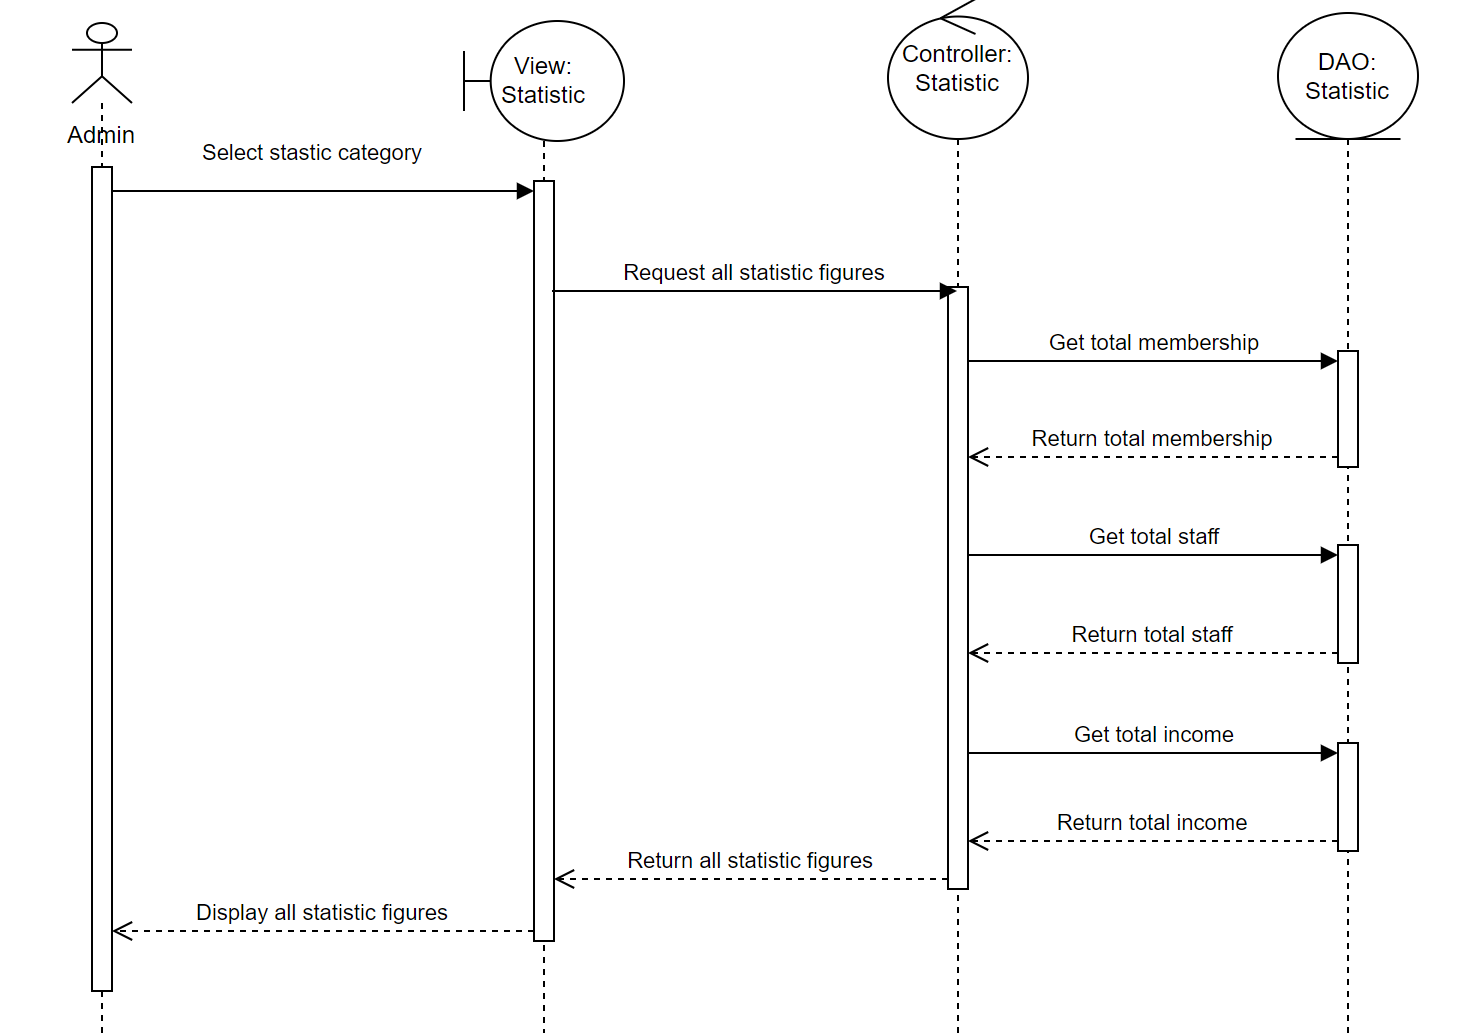 Admin
View:
Statistic
Controller:
Statistic
DAO:
Statistic
Select stastic category
Request all statistic figures
Get total membership
Return total membership
Get total staff
Return total staff
Get total income
Return total income
Return all statistic figures
Display all statistic figures